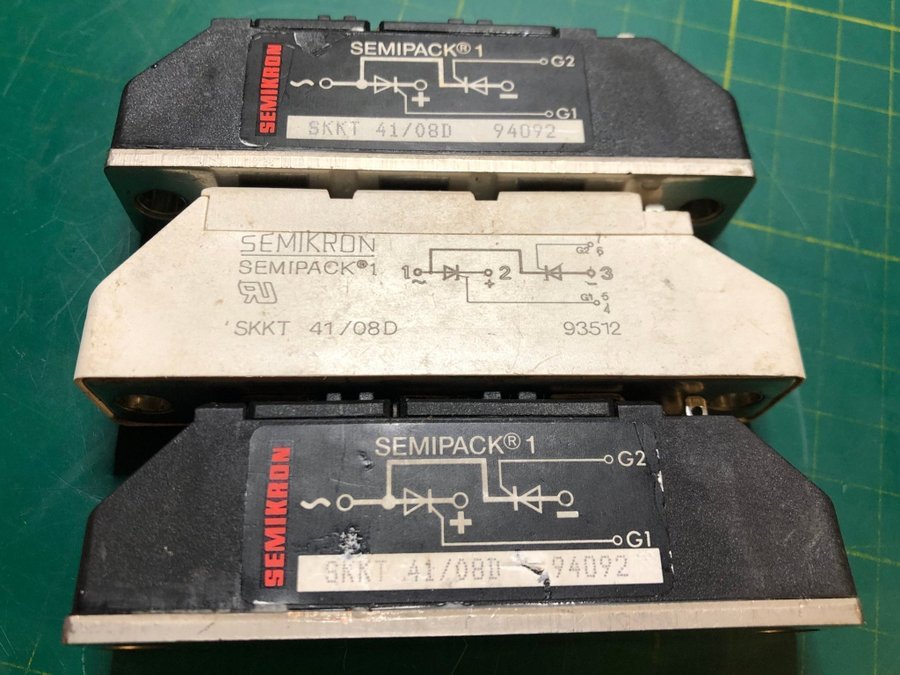 SEMIKRON
SEMIPACK® 1
G2
~
+
-
G1
SKKT 41/08D 94092
SEMIKRON
SEMIPACK® 1
RU
SKKT 41/08D
93512
1 ~
+ 2
- 3
G2 7 6
G1 5 4
SEMIKRON
SEMIPACK® 1
G2
~
+
-
G1
SKKT 41/08D 94092